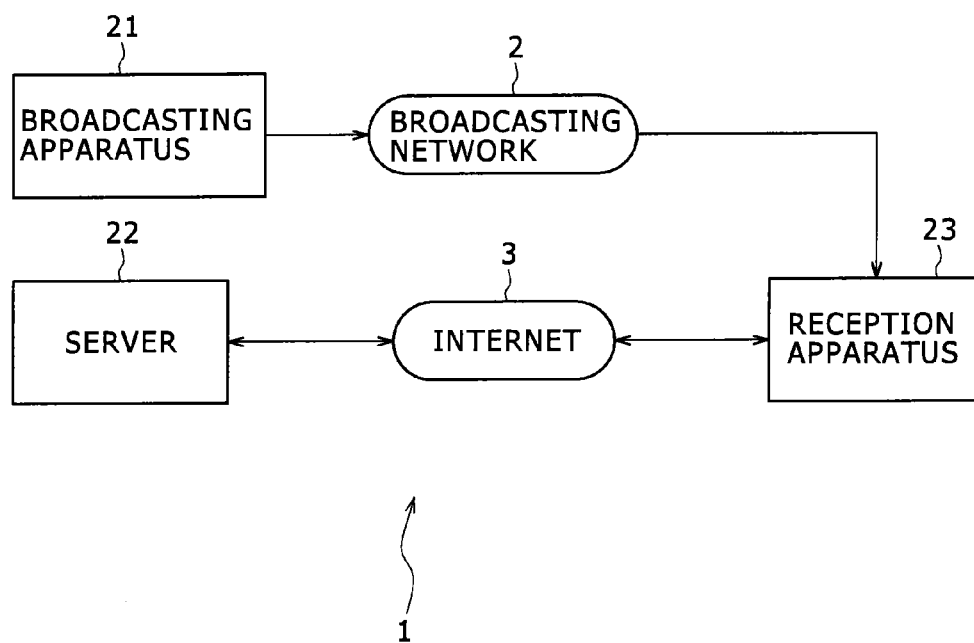 21
2
BROADCASTING
APPARATUS
BROADCASTING
NETWORK
22
3
23
SERVER
INTERNET
RECEPTION
APPARATUS
1